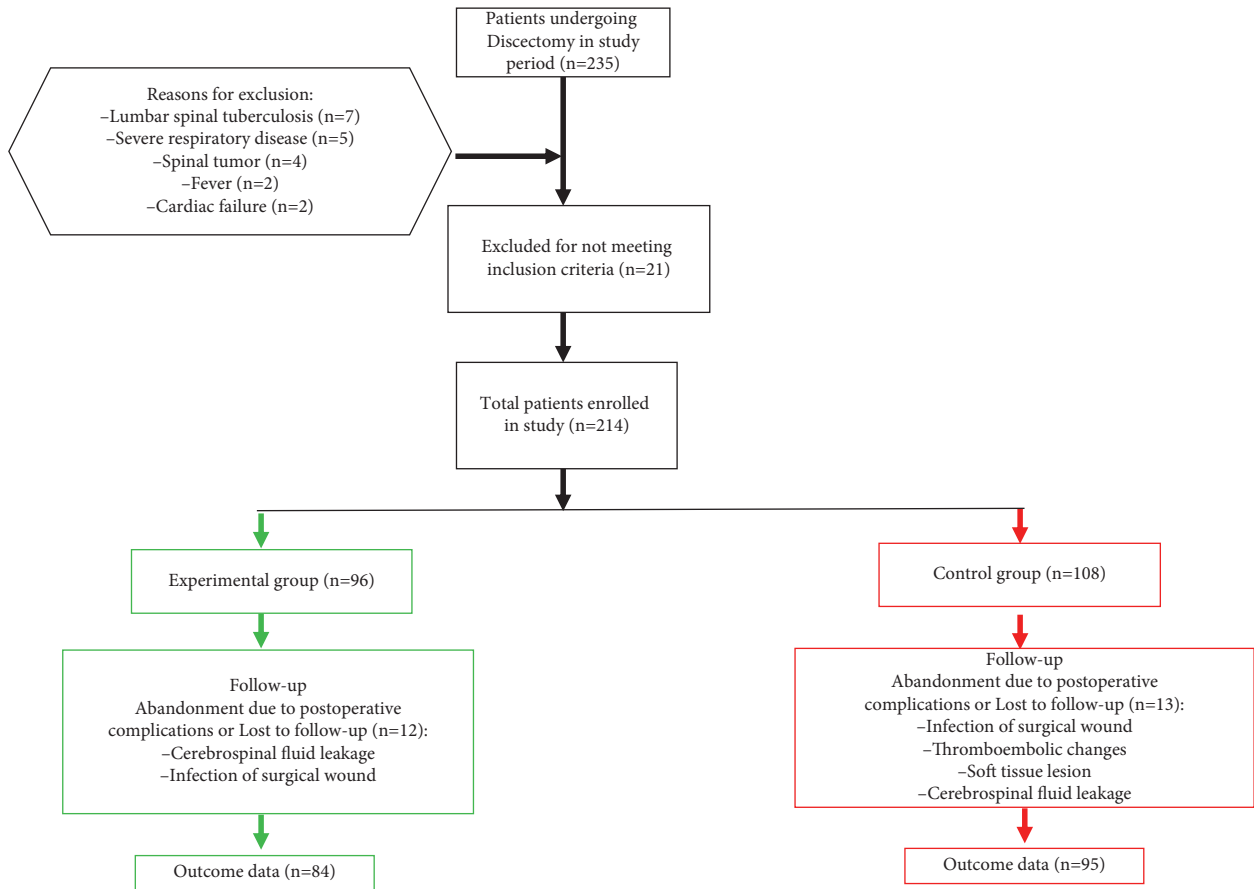 Patients undergoing
Discectomy in study
period (n=235)
Reasons for exclusion:
–Lumbar spinal tuberculosis (n=7)
–Severe respiratory disease (n=5)
–Spinal tumor (n=4)
–Fever (n=2)
–Cardiac failure (n=2)
Excluded for not meeting
inclusion criteria (n=21)
Total patients enrolled
in study (n=214)
Experimental group (n=96)
Follow-up
Abandonment due to postoperative
complications or Lost to follow-up (n=12):
–Cerebrospinal fluid leakage
–Infection of surgical wound
Outcome data (n=84)
Control group (n=108)
Follow-up
Abandonment due to postoperative
complications or Lost to follow-up (n=13):
–Infection of surgical wound
–Thromboembolic changes
–Soft tissue lesion
–Cerebrospinal fluid leakage
Outcome data (n=95)